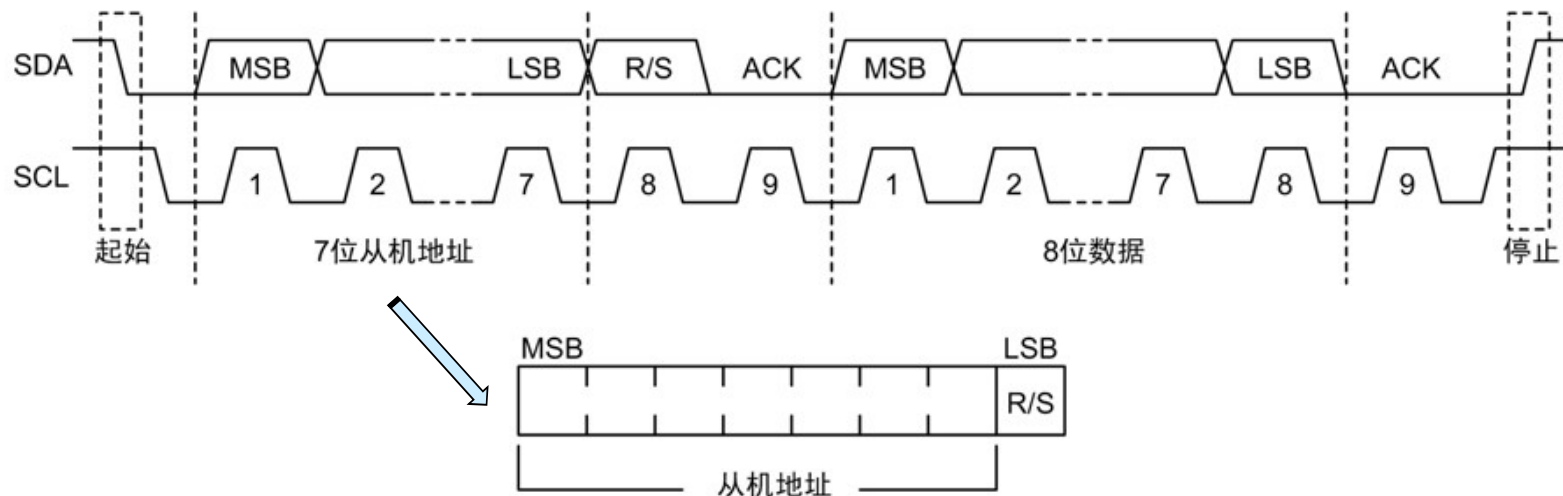 SDA MSB LSB R/S ACK MSB LSB ACK
SCL 1 2 7 8 9 1 2 7 8 9
起始 7位从机地址 8位数据 停止
MSB LSB
R/S
从机地址